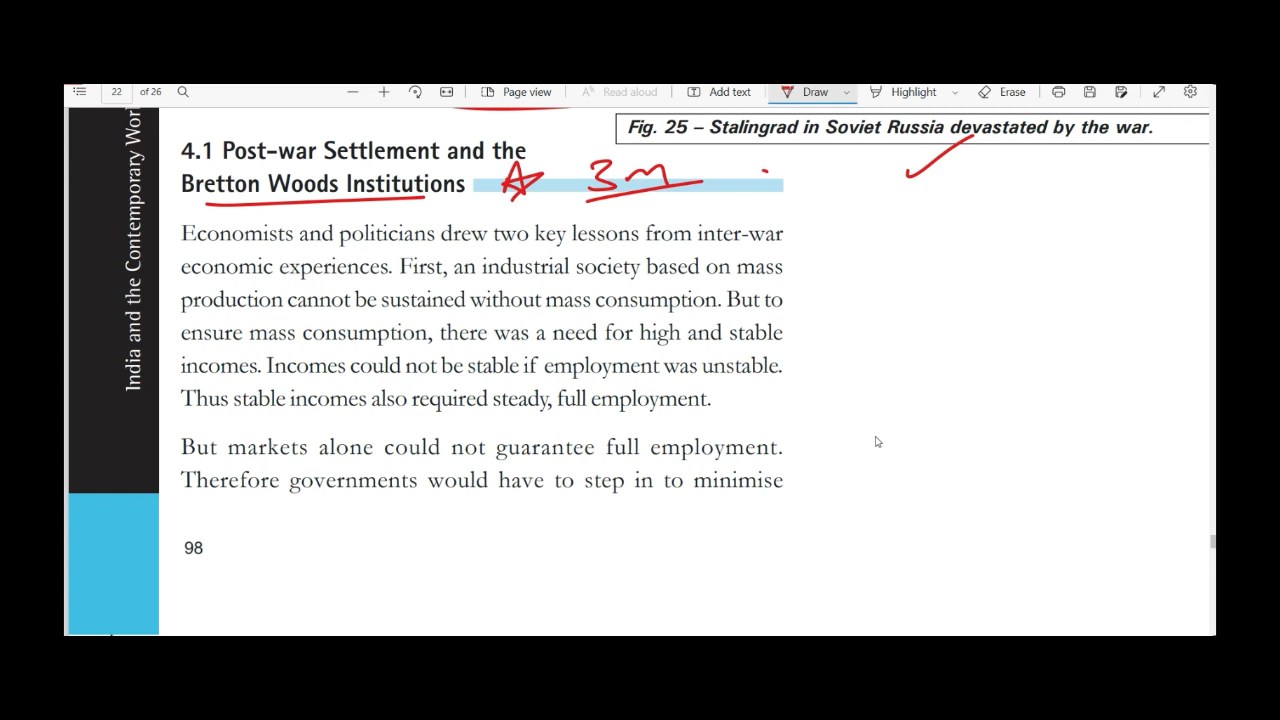 22 of 26
Page view
Read aloud
Add text
Draw
Highlight
Erase
India and the Contemporary Worl
Fig. 25 – Stalingrad in Soviet Russia devastated by the war.
4.1 Post-war Settlement and the
Bretton Woods Institutions 3m
Economists and politicians drew two key lessons from inter-war
economic experiences. First, an industrial society based on mass
production cannot be sustained without mass consumption. But to
ensure mass consumption, there was a need for high and stable
incomes. Incomes could not be stable if employment was unstable.
Thus stable incomes also required steady, full employment.
But markets alone could not guarantee full employment.
Therefore governments would have to step in to minimise
98